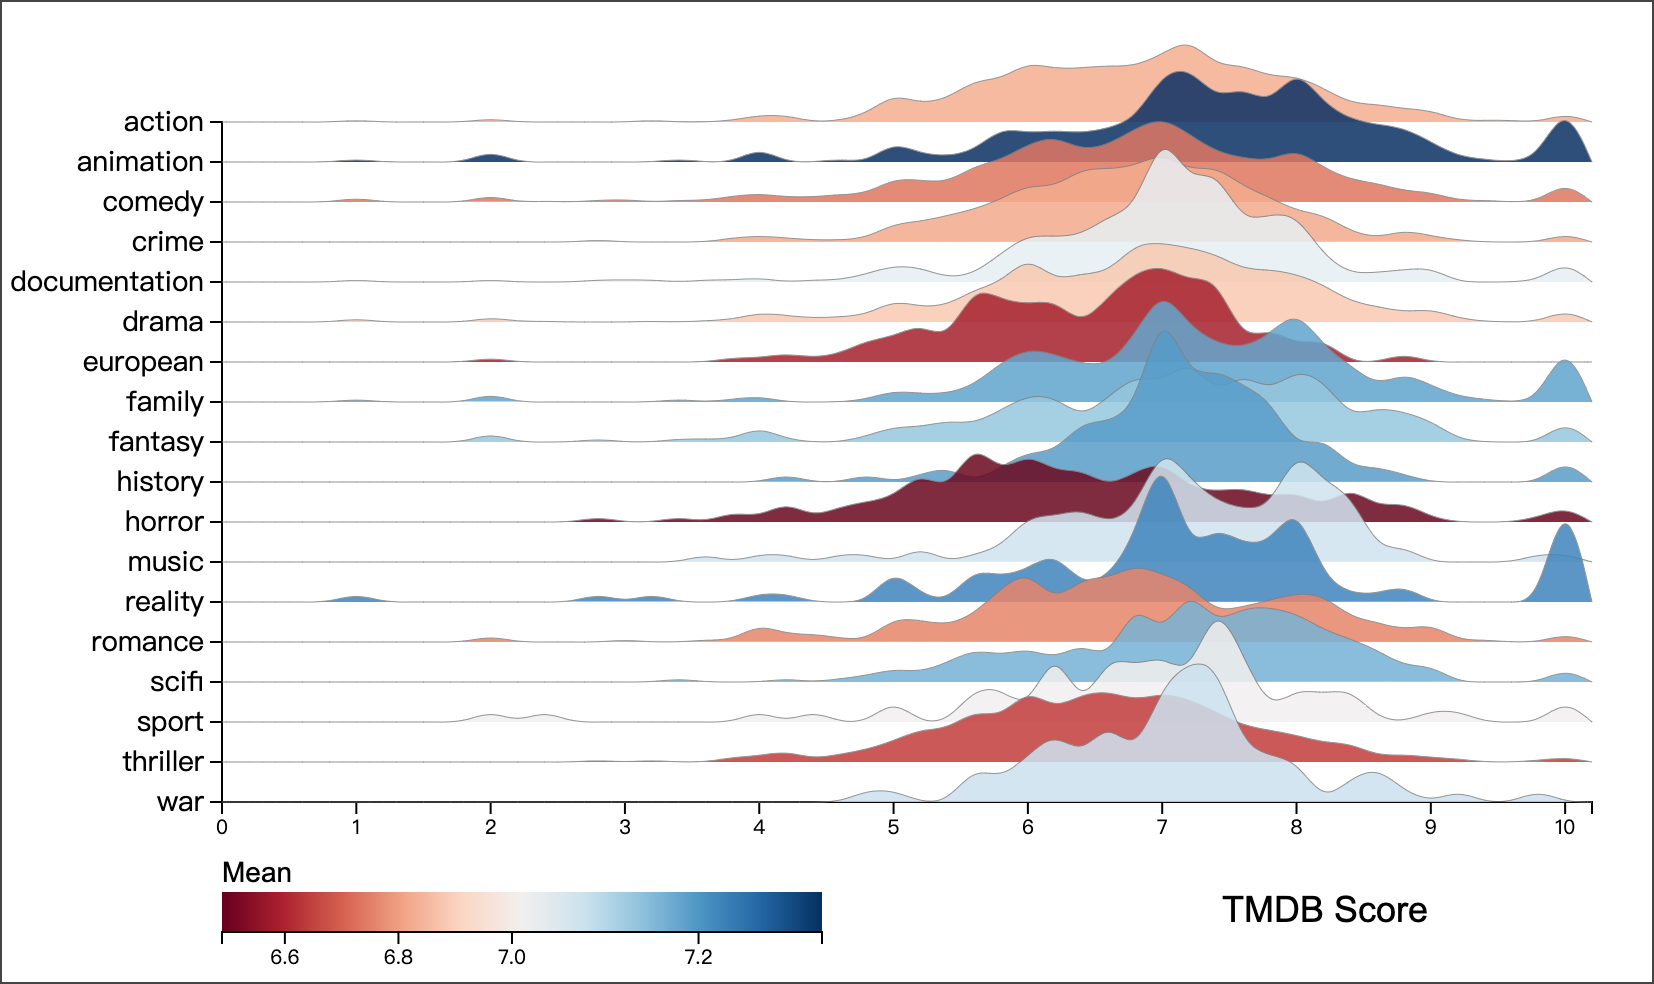 action
animation
comedy
crime
documentation
drama
european
family
fantasy
history
horror
music
reality
romance
scifi
sport
thriller
war
0 1 2 3 4 5 6 7 8 9 10
Mean
TMDB Score
6.6 6.8 7.0 7.2